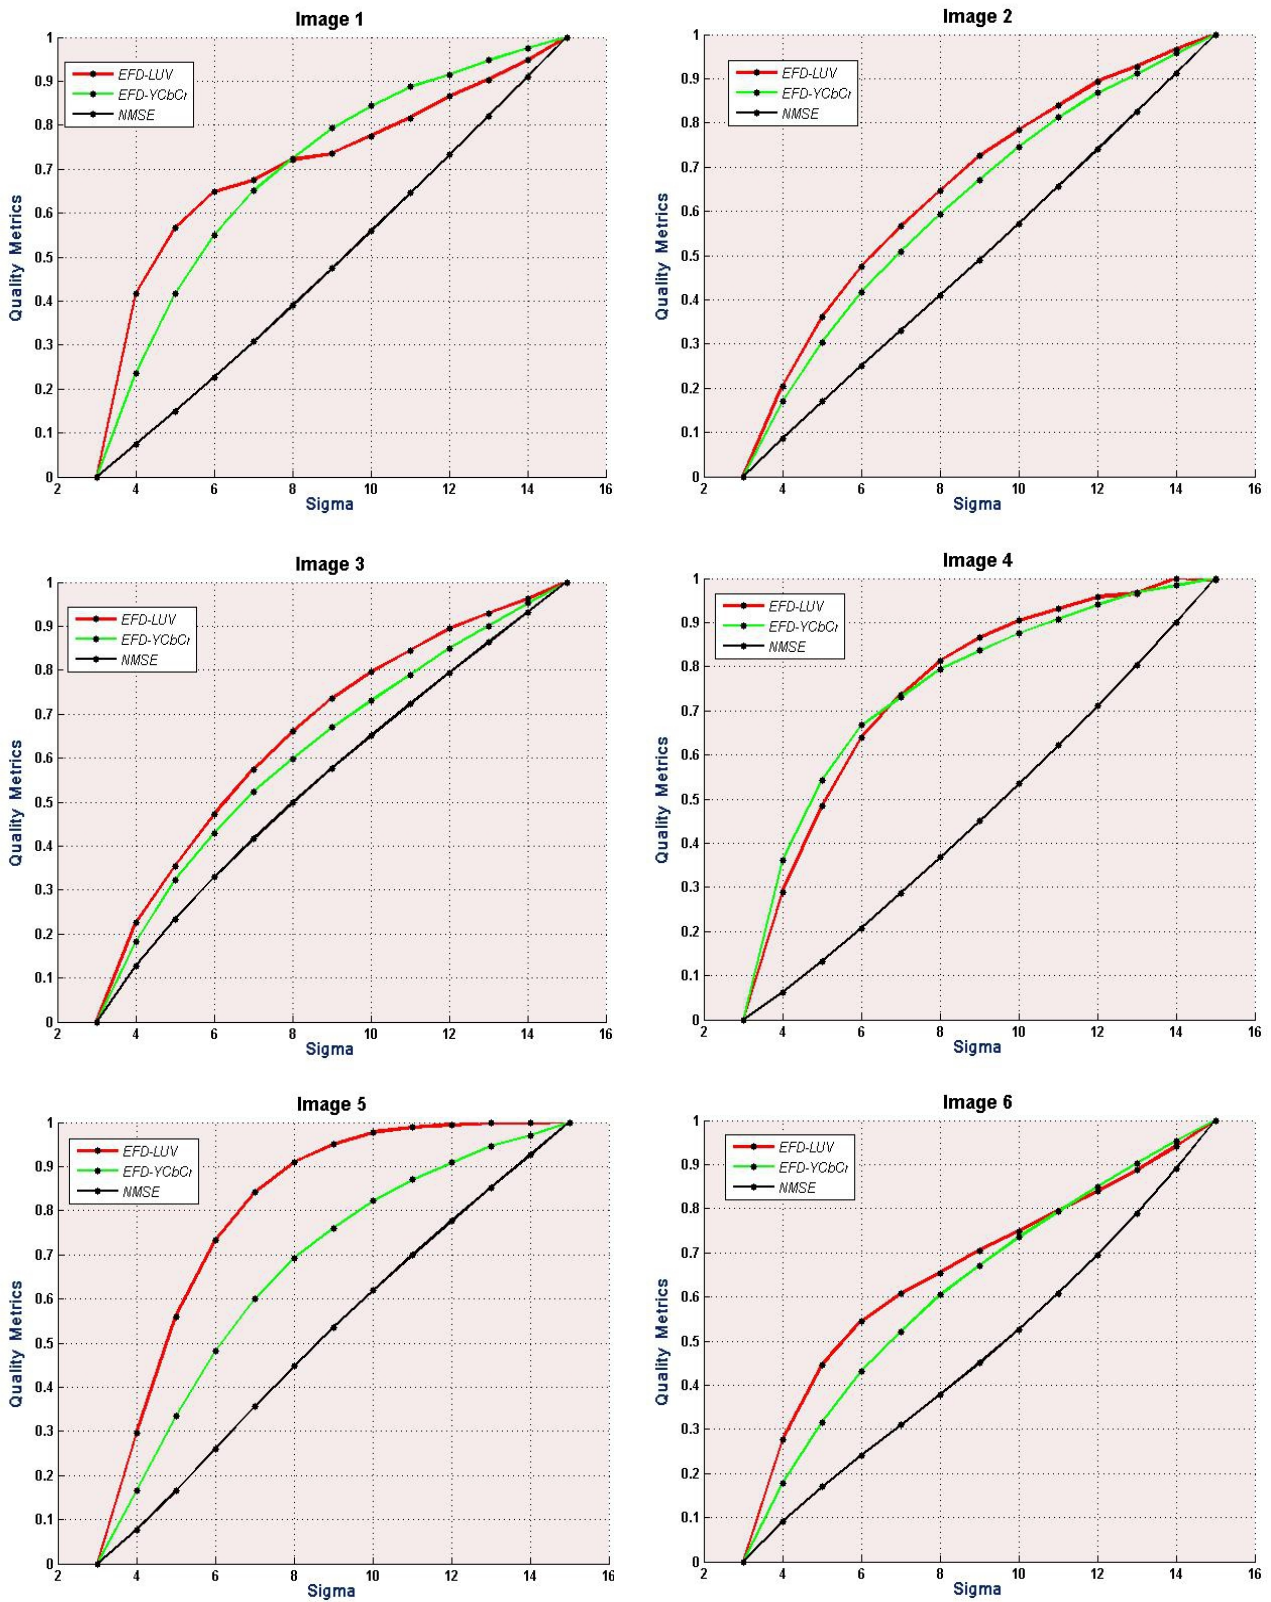 Image 1
1
0.9
0.8
0.7
0.6
0.5
0.4
0.3
0.2
0.1
0
Quality Metrics
EFD-LUV
EFD-YCbCr
NMSE
2 4 6 8 10 12 14 16
Sigma
Image 2
1
0.9
0.8
0.7
0.6
0.5
0.4
0.3
0.2
0.1
0
Quality Metrics
EFD-LUV
EFD-YCbCr
NMSE
2 4 6 8 10 12 14 16
Sigma
Image 3
1
0.9
0.8
0.7
0.6
0.5
0.4
0.3
0.2
0.1
0
Quality Metrics
EFD-LUV
EFD-YCbCr
NMSE
2 4 6 8 10 12 14 16
Sigma
Image 4
1
0.9
0.8
0.7
0.6
0.5
0.4
0.3
0.2
0.1
0
Quality Metrics
EFD-LUV
EFD-YCbCr
NMSE
2 4 6 8 10 12 14 16
Sigma
Image 5
1
0.9
0.8
0.7
0.6
0.5
0.4
0.3
0.2
0.1
0
Quality Metrics
EFD-LUV
EFD-YCbCr
NMSE
2 4 6 8 10 12 14 16
Sigma
Image 6
1
0.9
0.8
0.7
0.6
0.5
0.4
0.3
0.2
0.1
0
Quality Metrics
EFD-LUV
EFD-YCbCr
NMSE
2 4 6 8 10 12 14 16
Sigma